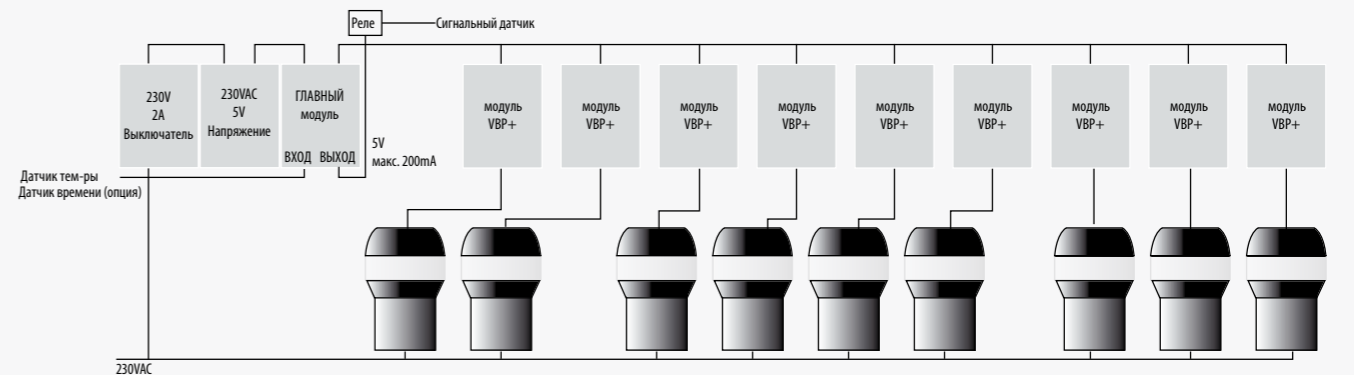 Реле
Сигнальный датчик
230V
2A
Выключатель
230VAC
5V
Напряжение
ГЛАВНЫЙ
модуль
ВХОД ВЫХОД
5V
макс. 200mA
модуль
VBP+
модуль
VBP+
модуль
VBP+
модуль
VBP+
модуль
VBP+
модуль
VBP+
модуль
VBP+
модуль
VBP+
модуль
VBP+
Датчик тем-ры
Датчик времени (опция)
230VAC